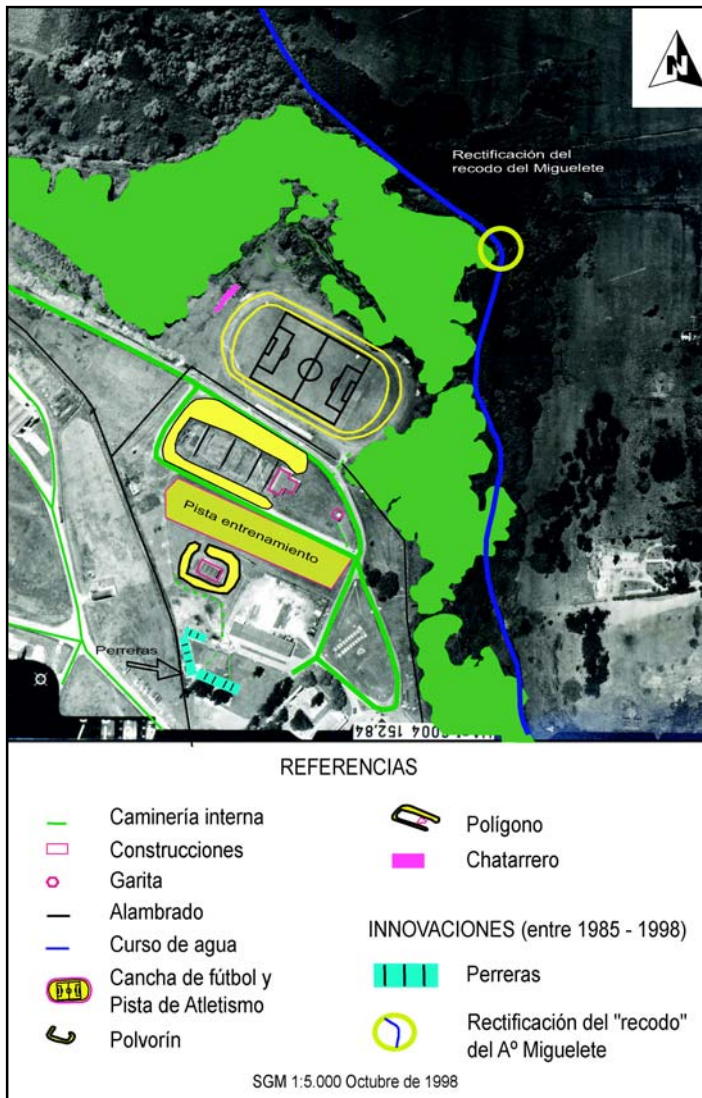 N
Rectificación del
recodo del Miguelete
Pista entrenamiento
Perreras
REFERENCIAS
Caminería interna
Construcciones
Garita
Alambrado
Curso de agua
Cancha de fútbol y
Pista de Atletismo
Polvorín
Polígono
Chatarrero
INNOVACIONES (entre 1985 - 1998)
Perreras
Rectificación del "recodo"
del Aº Miguelete
SGM 1:5.000 Octubre de 1998